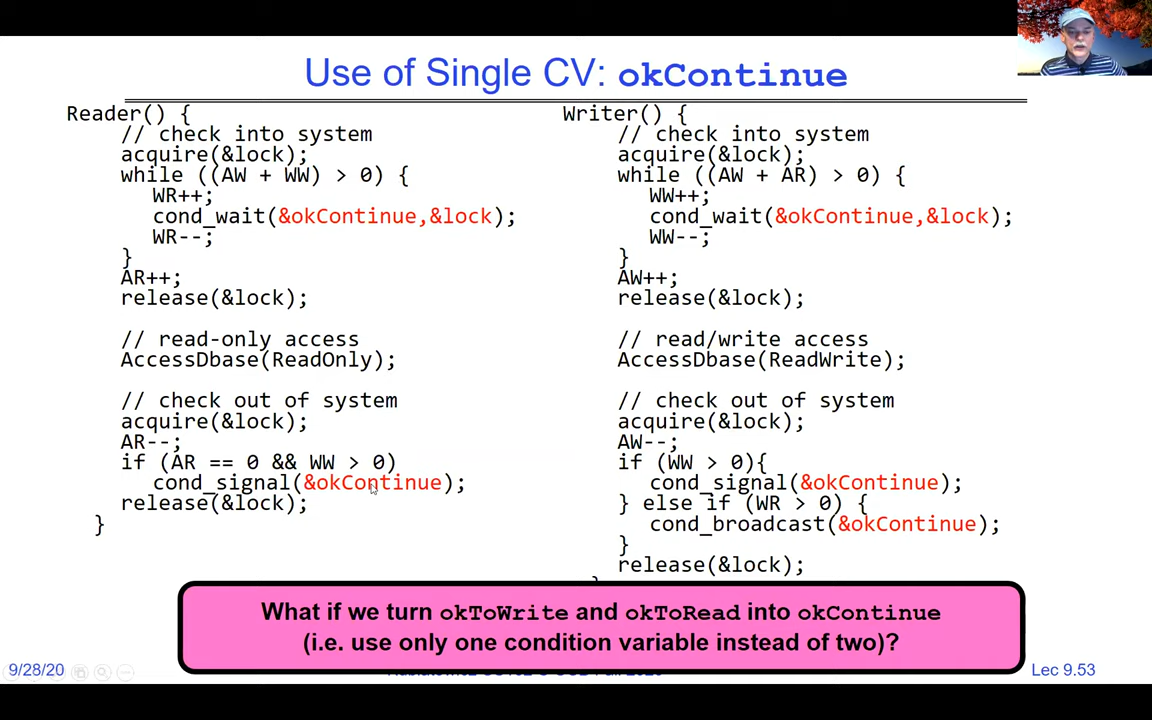 Use of Single CV: okContinue
Reader() {
// check into system
acquire(&lock);
while ((AW + WW) > 0) {
WR++;
cond_wait(&okContinue,&lock);
WR--;
}
AR++;
release(&lock);
// read-only access
AccessDbase(ReadOnly);
// check out of system
acquire(&lock);
AR--;
if (AR == 0 && WW > 0)
cond_signal(&okContinue);
release(&lock);
}
Writer() {
// check into system
acquire(&lock);
while ((AW + AR) > 0) {
WW++;
cond_wait(&okContinue,&lock);
WW--;
}
AW++;
release(&lock);
// read/write access
AccessDbase(ReadWrite);
// check out of system
acquire(&lock);
AW--;
if (WW > 0){
cond_signal(&okContinue);
} else if (WR > 0) {
cond_broadcast(&okContinue);
}
release(&lock);
What if we turn okToWrite and okToRead into okContinue
(i.e. use only one condition variable instead of two)?
9/28/20
Lec 9.53